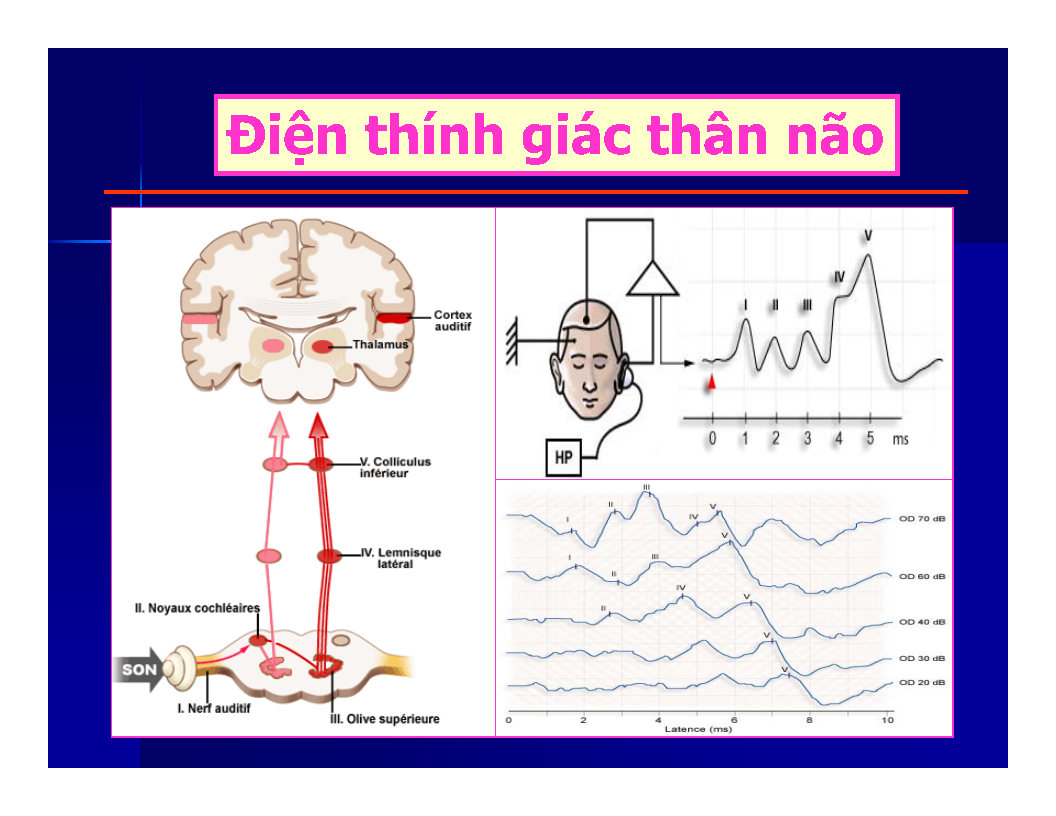 Điện thính giác thân não
Cortex
auditif
Thalamus
V. Colliculus
inférieur
IV. Lemnisque
latéral
II. Noyaux cochléaires
SON
I. Nerf auditif
III. Olive supérieure
HP
I
II
III
IV
V
0 1 2 3 4 5 ms
I II III IV V OD 70 dB
I II III V OD 60 dB
II IV V OD 40 dB
V OD 30 dB
V OD 20 dB
0 2 4 6 8 10
Latence (ms)